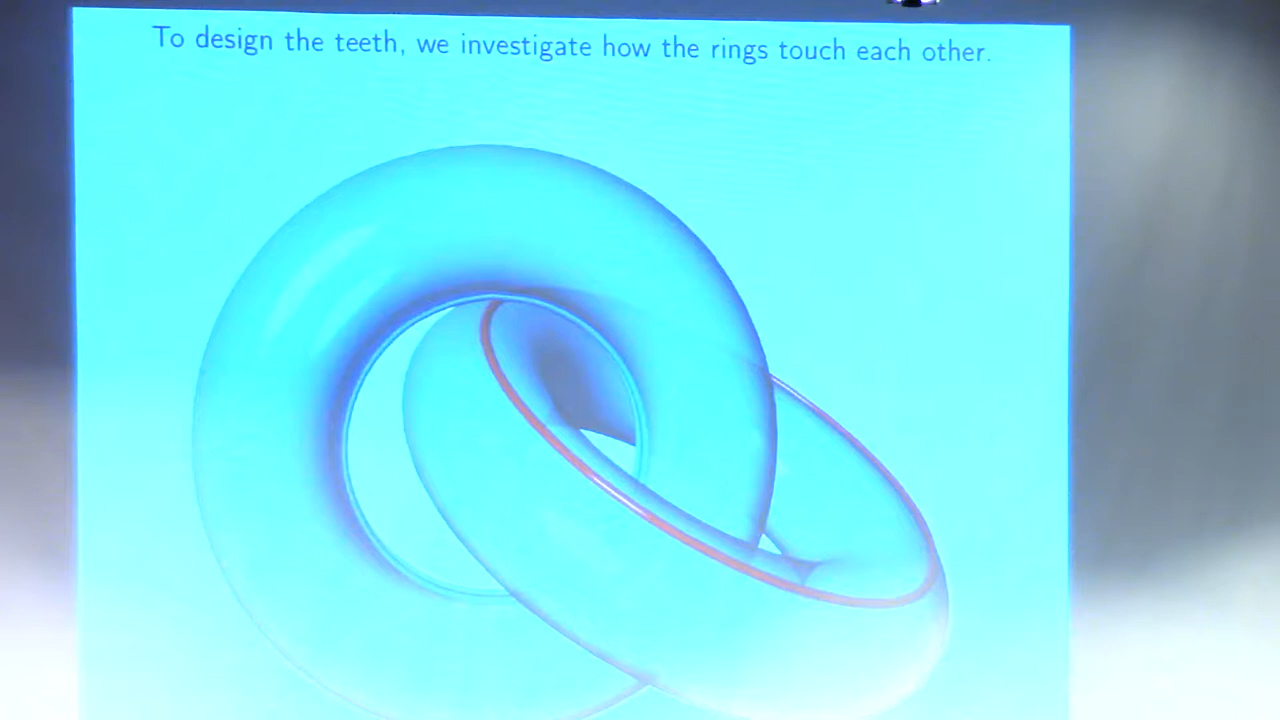 To design the teeth, we investigate how the rings touch each other.